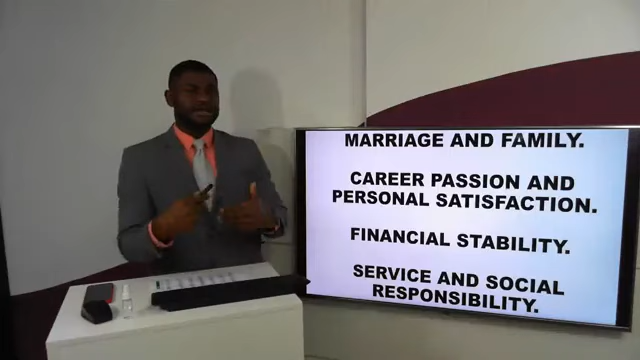 MARRIAGE AND FAMILY.
CAREER PASSION AND
PERSONAL SATISFACTION.
FINANCIAL STABILITY.
SERVICE AND SOCIAL
RESPONSIBILITY.